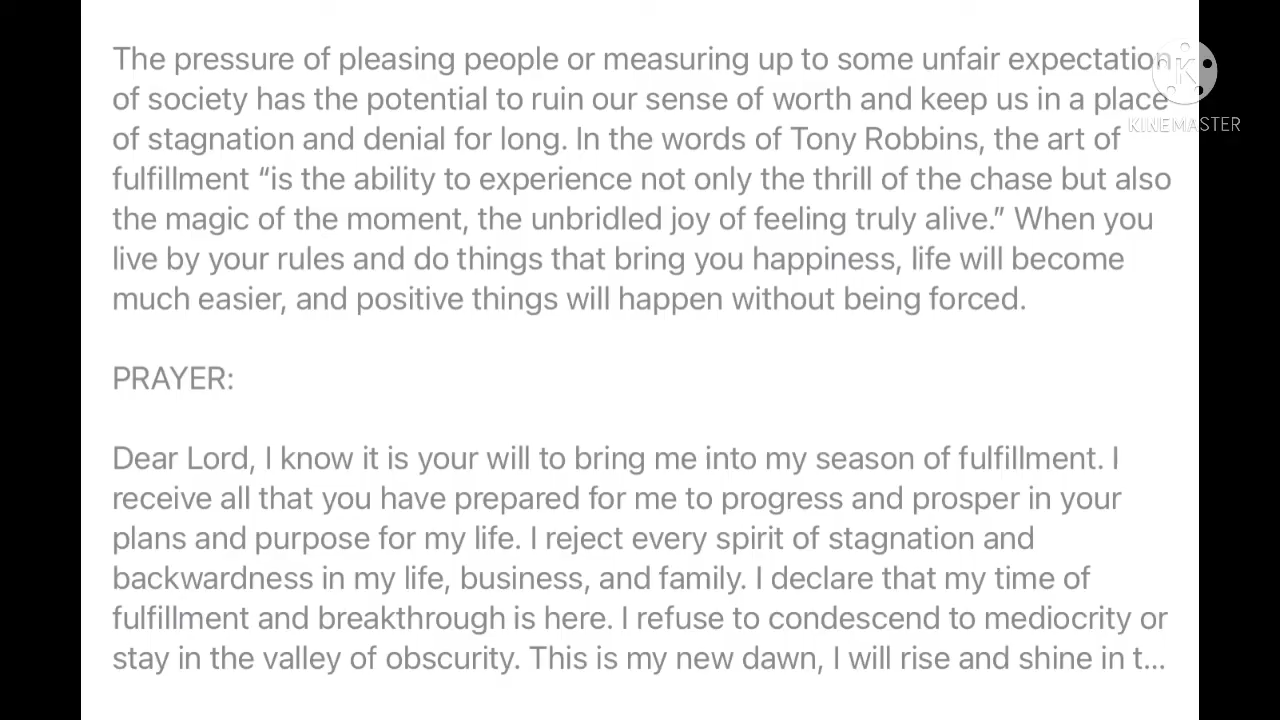 The pressure of pleasing people or measuring up to some unfair expectation
of society has the potential to ruin our sense of worth and keep us in a place
of stagnation and denial for long. In the words of Tony Robbins, the art of
fulfillment “is the ability to experience not only the thrill of the chase but also
the magic of the moment, the unbridled joy of feeling truly alive.” When you
live by your rules and do things that bring you happiness, life will become
much easier, and positive things will happen without being forced.
PRAYER:
Dear Lord, I know it is your will to bring me into my season of fulfillment. I
receive all that you have prepared for me to progress and prosper in your
plans and purpose for my life. I reject every spirit of stagnation and
backwardness in my life, business, and family. I declare that my time of
fulfillment and breakthrough is here. I refuse to condescend to mediocrity or
stay in the valley of obscurity. This is my new dawn, I will rise and shine in t...
K
KINEMASTER